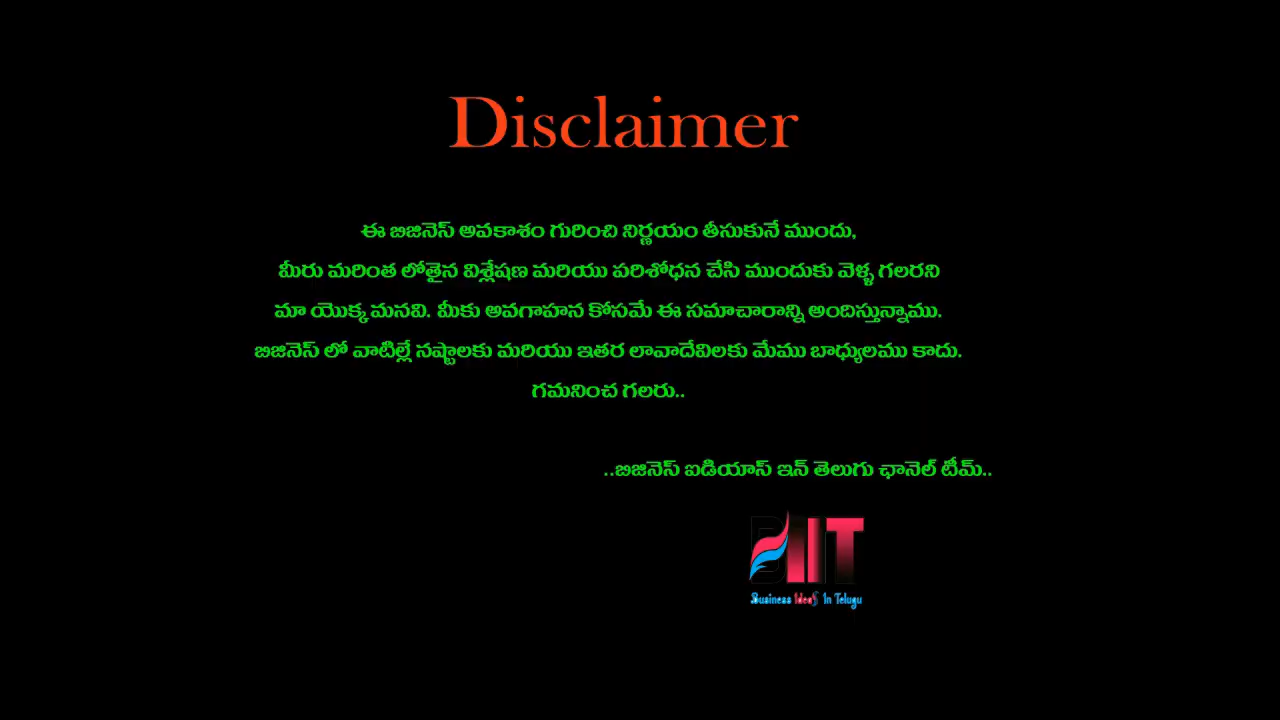 Disclaimer
ఈ బిజినెస్ అవకాశం గురించి నిర్ణయం తీసుకునే ముందు,
మీరు మరింత లోతైన విశ్లేషణ మరియు పరిశోధన చేసి ముందుకు వెళ్ళ గలరని
మా యొక్క మనవి. మీకు అవగాహన కోసమే ఈ సమాచారాన్ని అందిస్తున్నాము.
బిజినెస్ లో వాటిల్లే నష్టాలకు మరియు ఇతర లావాదేవిలకు మేము బాధ్యులము కాదు.
గమనించ గలరు..
..బిజినెస్ ఐడియాస్ ఇన్ తెలుగు ఛానెల్ టీమ్..
BIIT
Business Ideas In Telugu